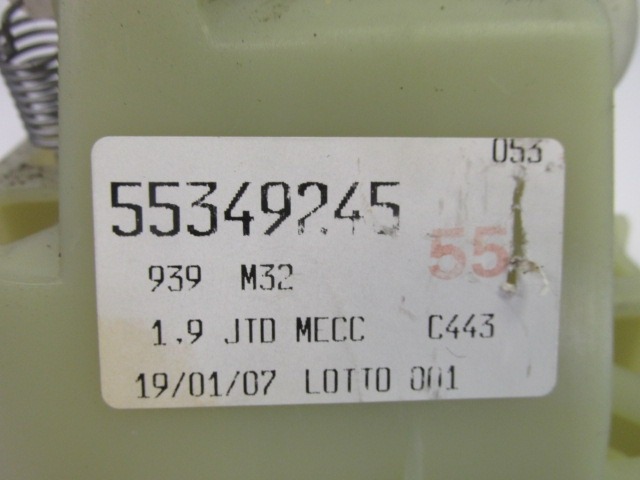 053
55349245
55
939 M32
1.9 JTD MECC C443
19/01/07 LOTTO 001